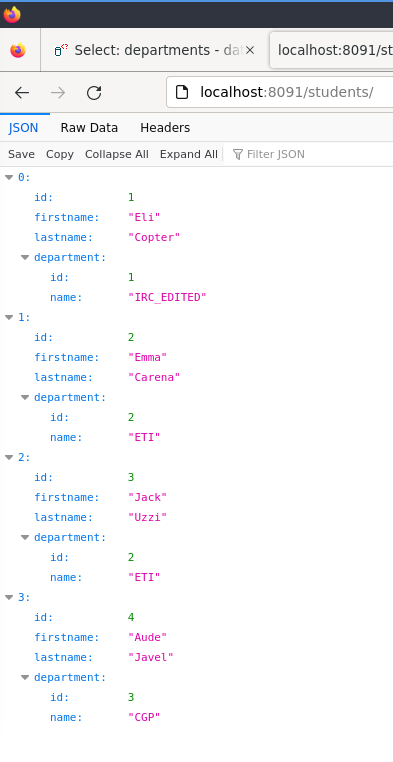 Select: departments - da
localhost:8091/st
localhost:8091/students/
JSON Raw Data Headers
Save Copy Collapse All Expand All Filter JSON
0:
id: 1
firstname: "Eli"
lastname: "Copter"
department:
id: 1
name: "IRC_EDITED"
1:
id: 2
firstname: "Emma"
lastname: "Carena"
department:
id: 2
name: "ETI"
2:
id: 3
firstname: "Jack"
lastname: "Uzzi"
department:
id: 2
name: "ETI"
3:
id: 4
firstname: "Aude"
lastname: "Javel"
department:
id: 3
name: "CGP"